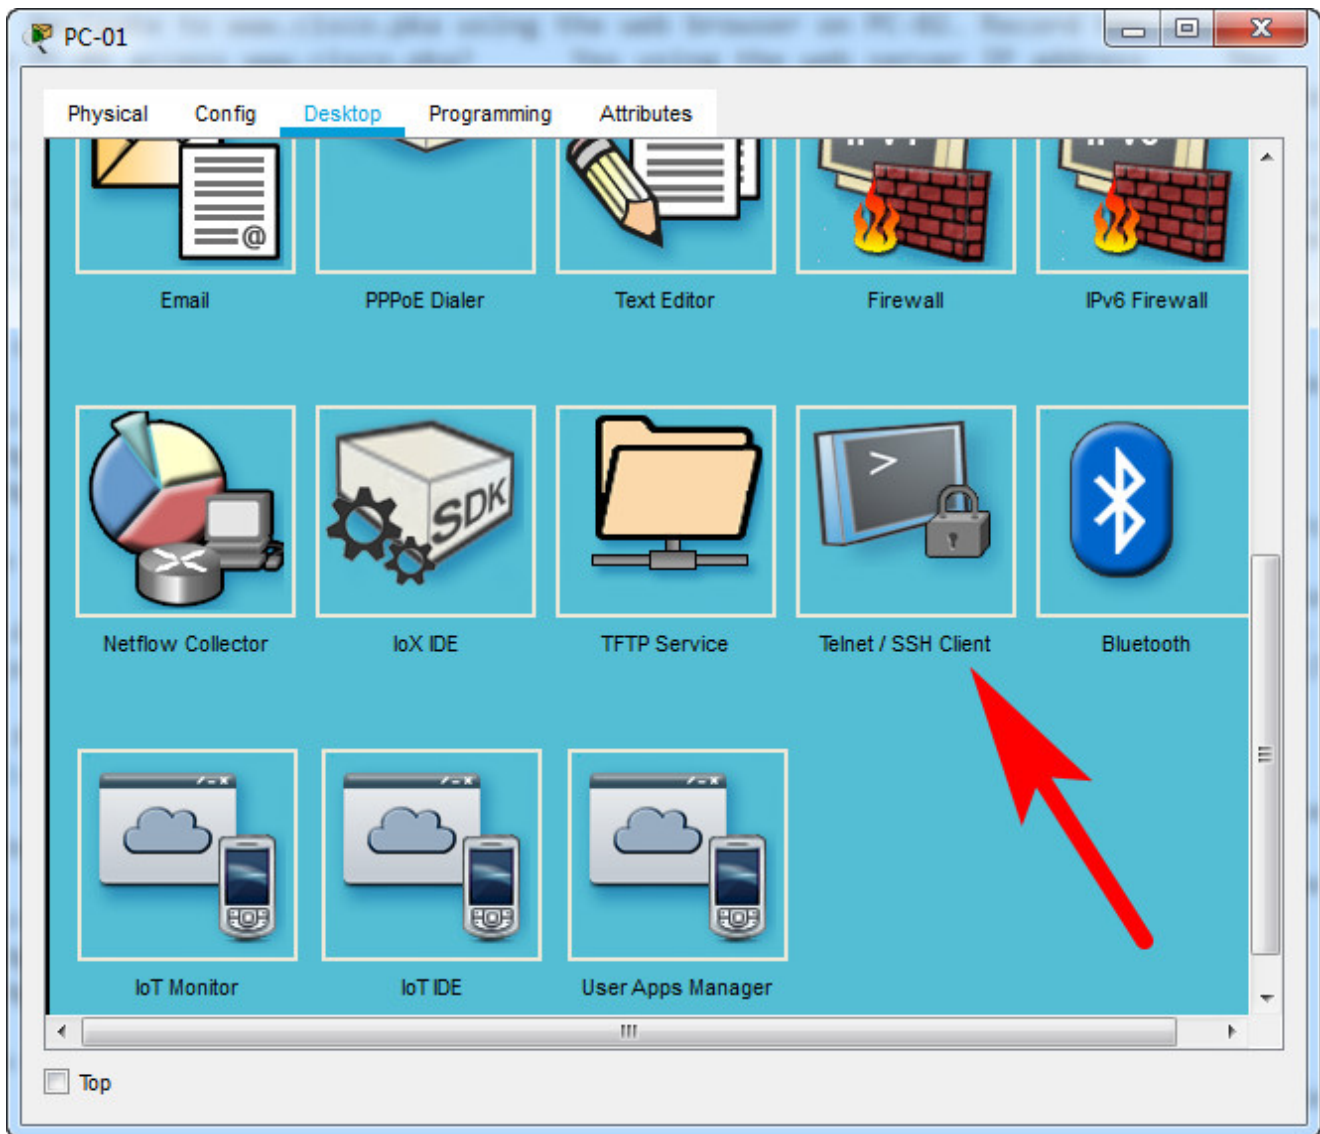 PC-01
Physical Config Desktop Programming Attributes
@
Email PPPoE Dialer Text Editor Firewall IPv6 Firewall
>
SDK
Netflow Collector IoX IDE TFTP Service Telnet / SSH Client Bluetooth
IoT Monitor IoT IDE User Apps Manager
Top